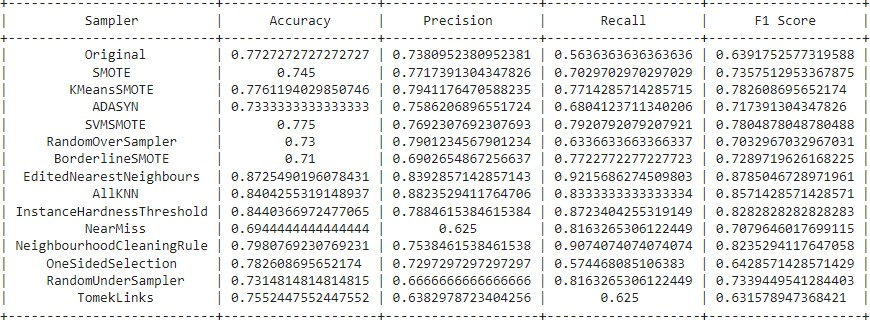 +------------------------+--------------------+--------------------+--------------------+--------------------+
| Sampler | Accuracy | Precision | Recall | F1 Score |
+------------------------+--------------------+--------------------+--------------------+--------------------+
| Original | 0.7727272727272727 | 0.7380952380952381 | 0.5636363636363636 | 0.6391752577319588 |
| SMOTE | 0.745 | 0.7717391304347826 | 0.7029702970297029 | 0.7357512953367875 |
| KMeansSMOTE | 0.7761194029850746 | 0.7941176470588235 | 0.7714285714285715 | 0.782608695652174 |
| ADASYN | 0.7333333333333333 | 0.7586206896551724 | 0.6804123711340206 | 0.717391304347826 |
| SVMSMOTE | 0.775 | 0.7692307692307693 | 0.7920792079207921 | 0.7804878048780488 |
| RandomOverSampler | 0.73 | 0.7901234567901234 | 0.6336633663366337 | 0.7032967032967031 |
| BorderlineSMOTE | 0.71 | 0.6902654867256637 | 0.7722772277227723 | 0.7289719626168225 |
| EditedNearestNeighbours | 0.8725490196078431 | 0.8392857142857143 | 0.9215686274509803 | 0.8785046728971961 |
| AllKNN | 0.8404255319148937 | 0.8823529411764706 | 0.8333333333333334 | 0.8571428571428571 |
| InstanceHardnessThreshold | 0.8440366972477065 | 0.7884615384615384 | 0.8723404255319149 | 0.8282828282828283 |
| NearMiss | 0.6944444444444444 | 0.625 | 0.8163265306122449 | 0.7079646017699115 |
| NeighbourhoodCleaningRule | 0.7980769230769231 | 0.7538461538461538 | 0.9074074074074074 | 0.8235294117647058 |
| OneSidedSelection | 0.782608695652174 | 0.7297297297297297 | 0.574468085106383 | 0.6428571428571429 |
| RandomUnderSampler | 0.7314814814814815 | 0.6666666666666666 | 0.8163265306122449 | 0.7339449541284403 |
| TomekLinks | 0.7552447552447552 | 0.6382978723404256 | 0.625 | 0.631578947368421 |
+------------------------+--------------------+--------------------+--------------------+--------------------+